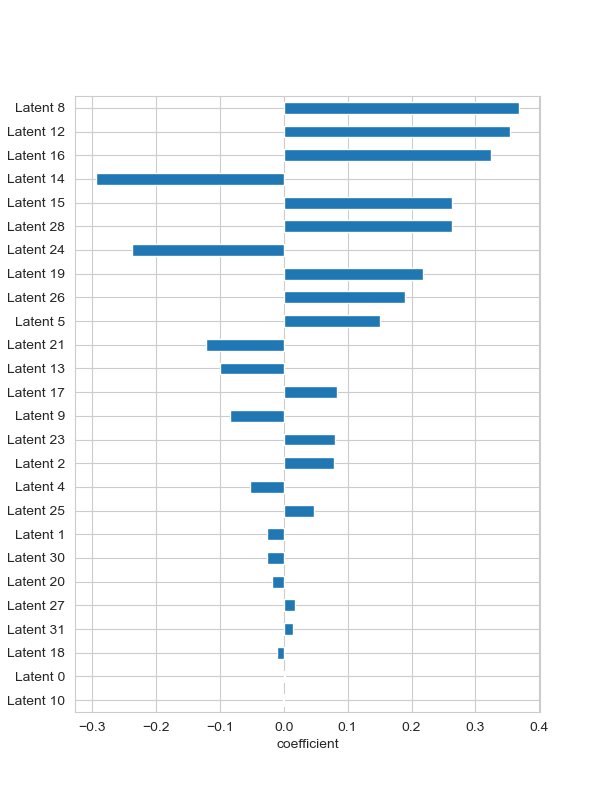 Latent 8
Latent 12
Latent 16
Latent 14
Latent 15
Latent 28
Latent 24
Latent 19
Latent 26
Latent 5
Latent 21
Latent 13
Latent 17
Latent 9
Latent 23
Latent 2
Latent 4
Latent 25
Latent 1
Latent 30
Latent 20
Latent 27
Latent 31
Latent 18
Latent 0
Latent 10
−0.3 −0.2 −0.1 0.0 0.1 0.2 0.3 0.4
coefficient